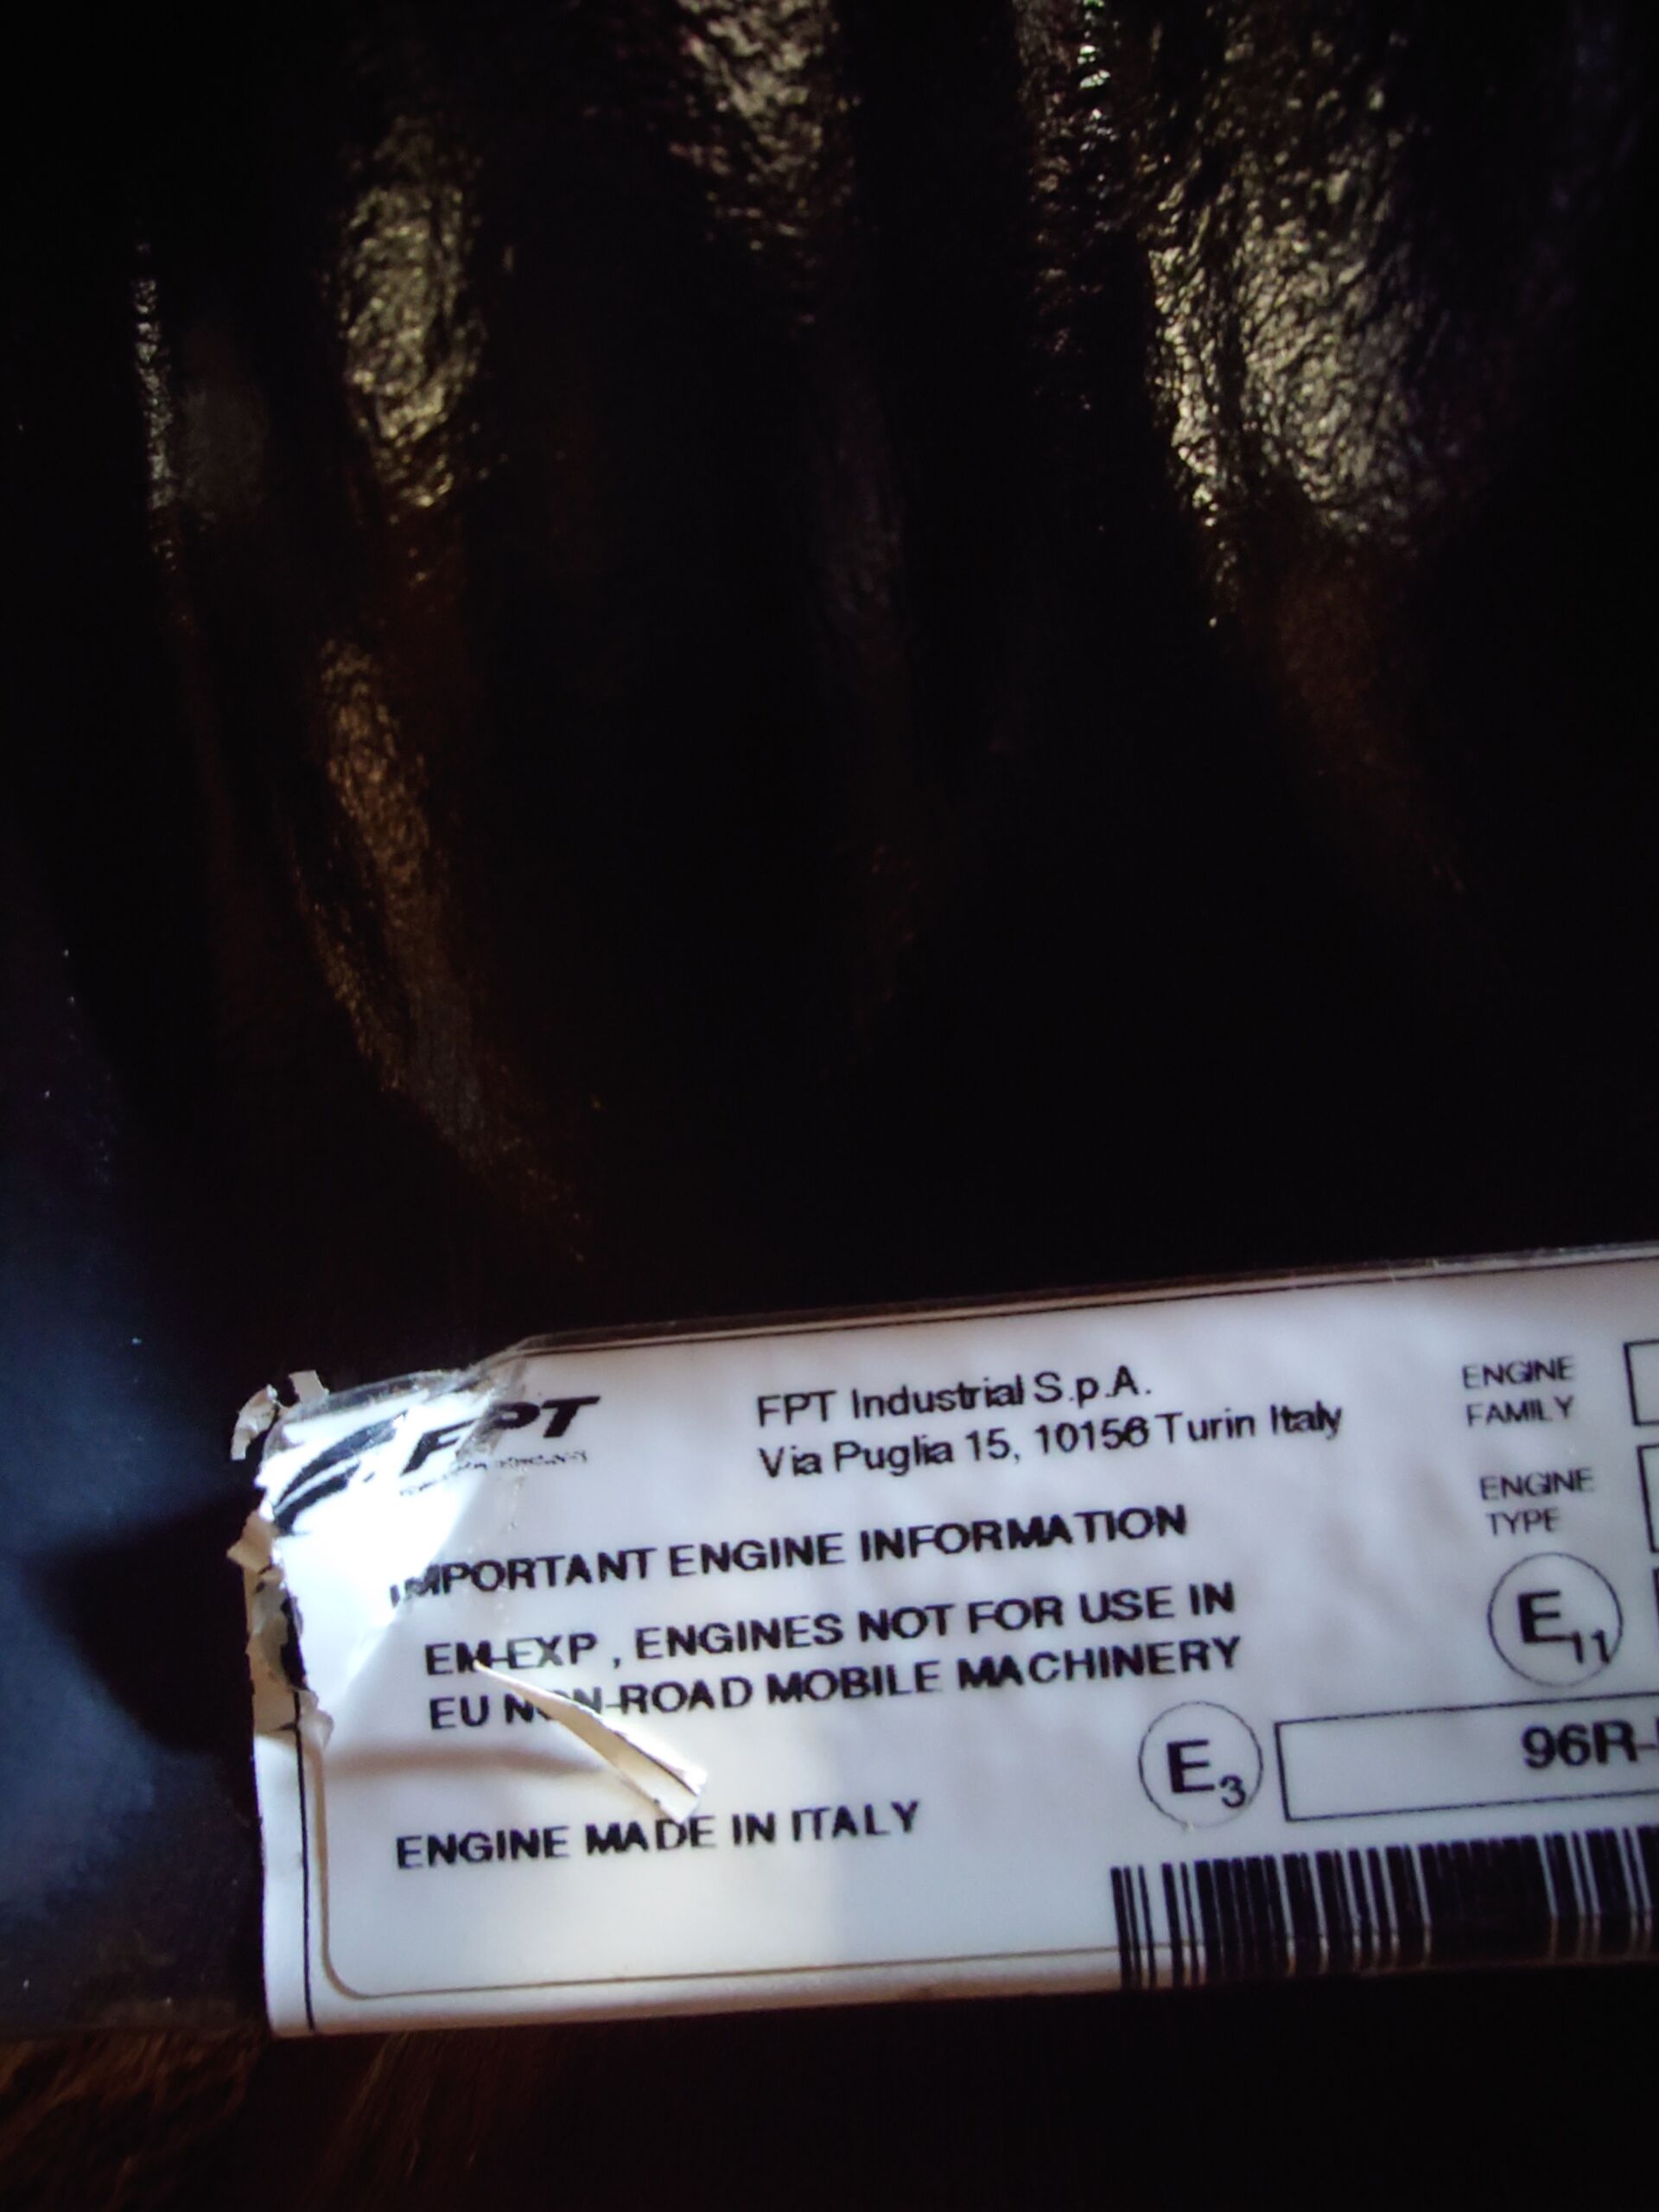 FPT
FPT Industrial S.p.A.
Via Puglia 15, 10156 Turin Italy
IMPORTANT ENGINE INFORMATION
EM-EXP , ENGINES NOT FOR USE IN
EU NON-ROAD MOBILE MACHINERY
ENGINE MADE IN ITALY
ENGINE
FAMILY
ENGINE
TYPE
E11
E3
96R-